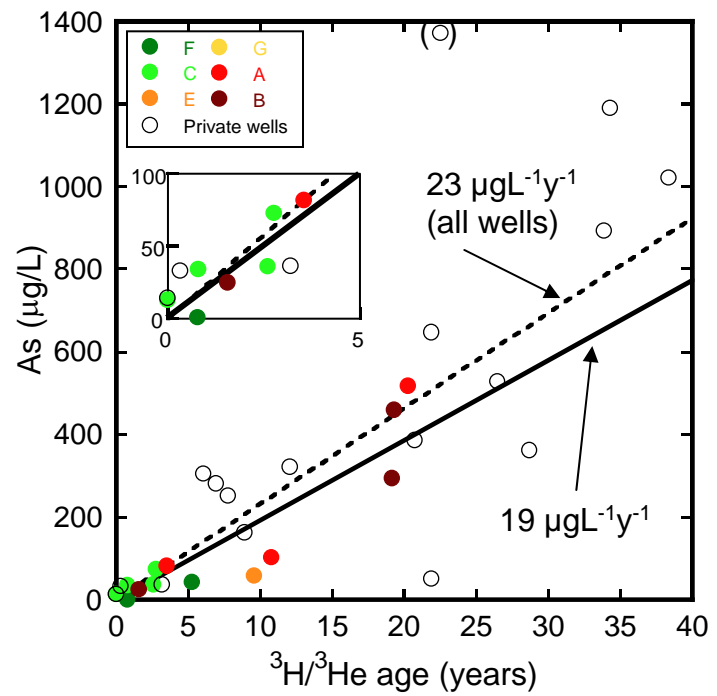 1400
1200
1000
800
600
400
200
0
As (µg/L)
F G
C A
E B
Private wells
100
50
0
0 5
( )
23 µgL⁻¹y⁻¹
(all wells)
19 µgL⁻¹y⁻¹
0 5 10 15 20 25 30 35 40
³H/³He age (years)